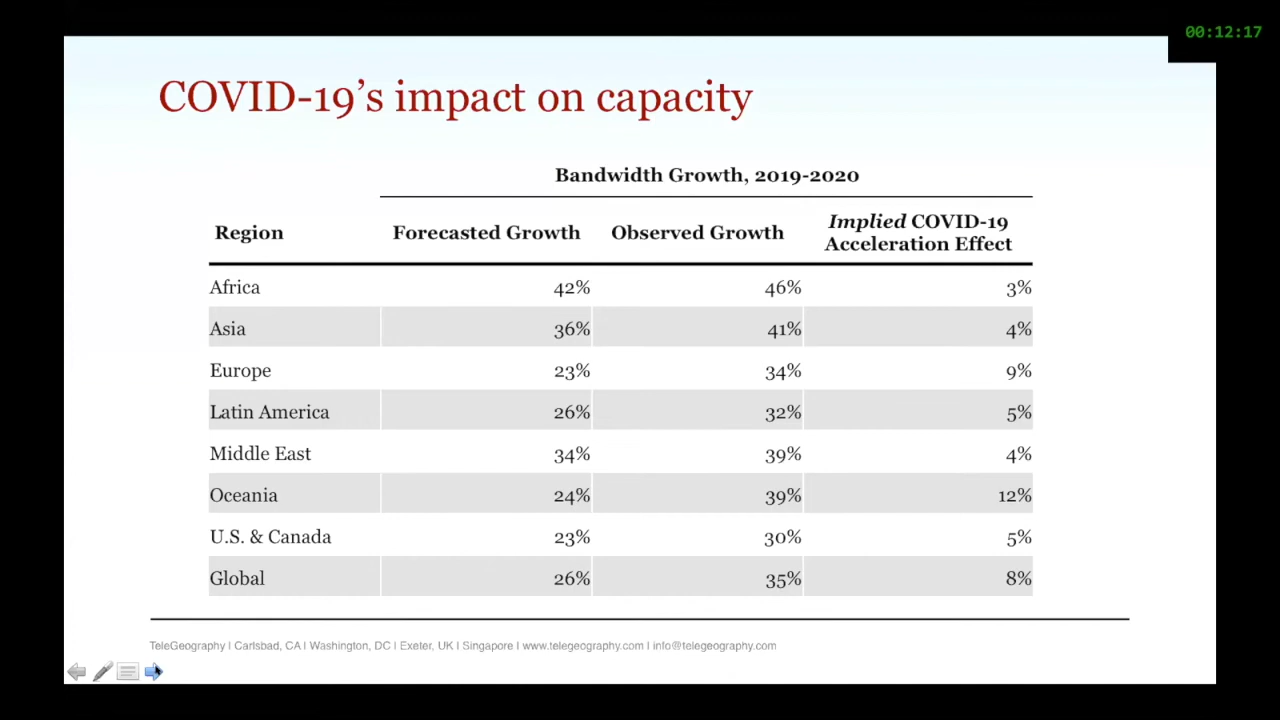 00:12:17
COVID-19's impact on capacity
Bandwidth Growth, 2019-2020
Region Forecasted Growth Observed Growth Implied COVID-19 Acceleration Effect
Africa 42% 46% 3%
Asia 36% 41% 4%
Europe 23% 34% 9%
Latin America 26% 32% 5%
Middle East 34% 39% 4%
Oceania 24% 39% 12%
U.S. & Canada 23% 30% 5%
Global 26% 35% 8%
TeleGeography I Carlsbad, CA I Washington, DC I Exeter, UK I Singapore I www.telegeography.com I info@telegeography.com